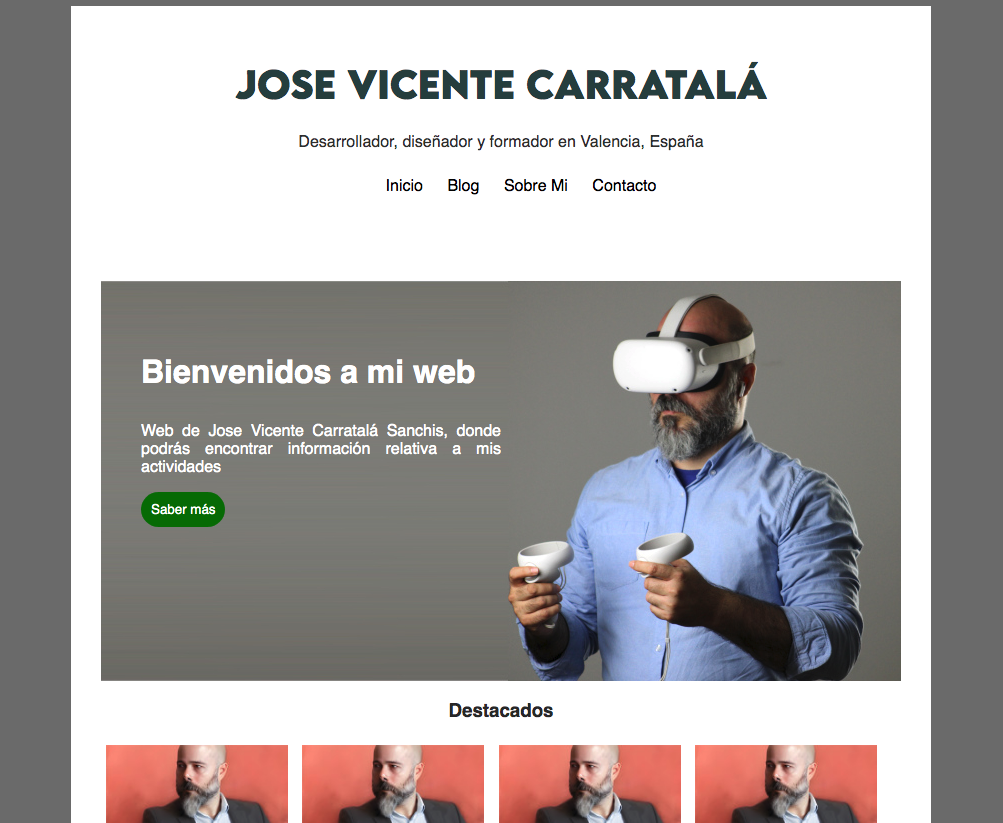 JOSE VICENTE CARRATALÁ
Desarrollador, diseñador y formador en Valencia, España
Inicio Blog Sobre Mi Contacto
Bienvenidos a mi web
Web de Jose Vicente Carratalá Sanchis, donde
podrás encontrar información relativa a mis
actividades
Saber más
Destacados